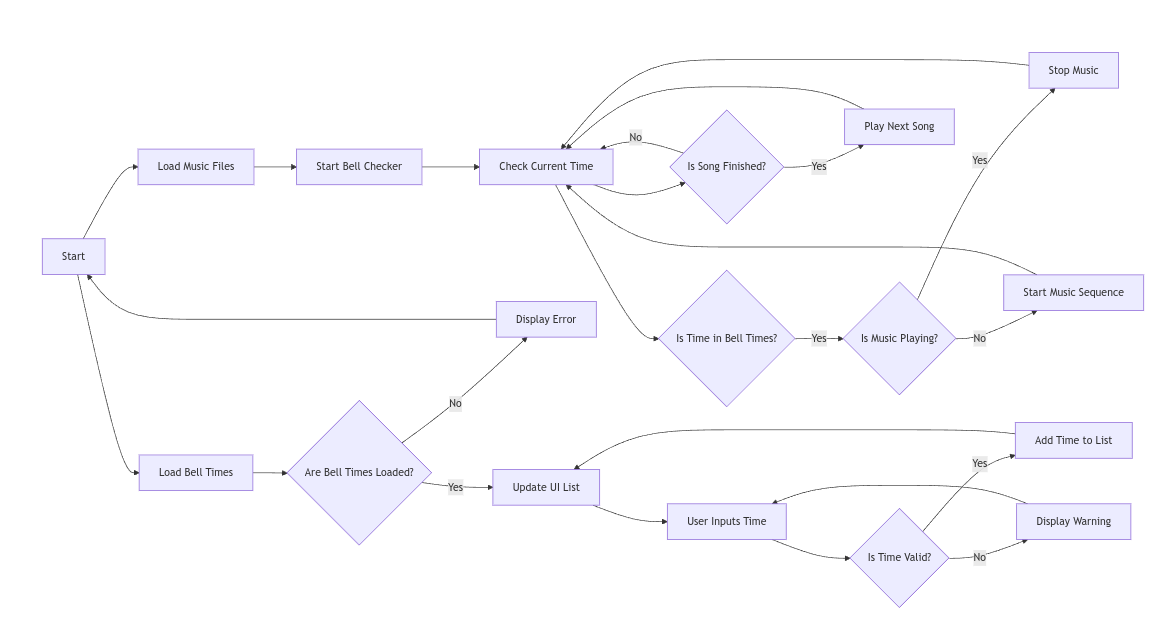 Stop Music
Play Next Song
No
Yes
Load Music Files
Start Bell Checker
Check Current Time
Is Song Finished?
Yes
Start
Start Music Sequence
Display Error
Is Time in Bell Times?
Yes
Is Music Playing?
No
No
Add Time to List
Yes
Load Bell Times
Are Bell Times Loaded?
Yes
Update UI List
User Inputs Time
Display Warning
Is Time Valid?
No